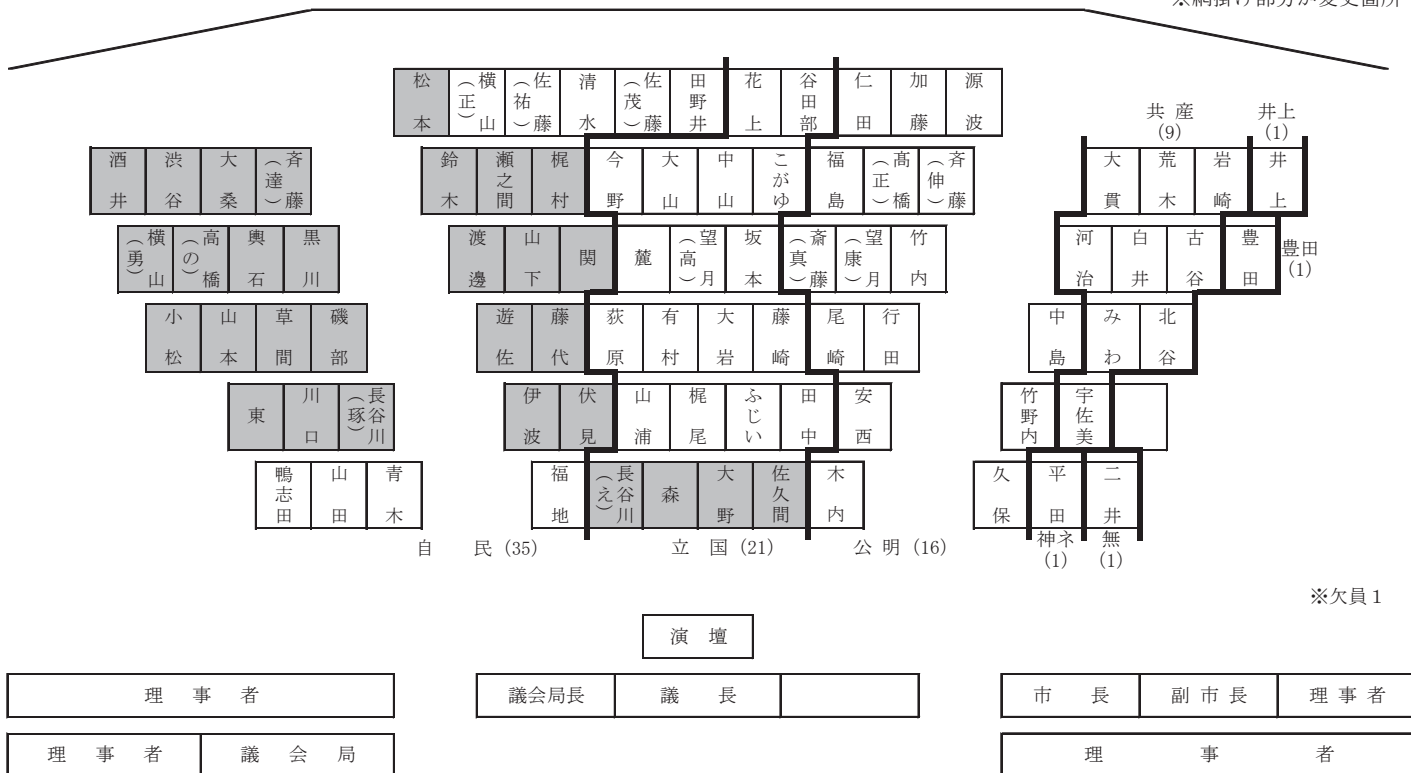 ※網掛け部分が変更箇所
松本 横山(正) 佐藤(祐) 清水 佐藤(茂) 田野井 花上 谷田部 仁田 加藤 源波
共産 井上
(9) (1)
酒井 渋谷 大桑 斉藤(達) 鈴木 瀬之間 梶村 今野 大山 中山 こがゆ 福島 髙橋(正) 斉藤(伸) 大貫 荒木 岩崎 井上
横山(勇) 高橋(の) 輿石 黒川 渡邊 山下 関 麓 望月(高) 坂本 斎藤(真) 望月(康) 竹内 河治 白井 古谷 豊田
豊田
(1)
小松 山本 草間 磯部 遊佐 藤代 荻原 有村 大岩 藤崎 尾崎 行田 中島 みわ 北谷
東 川口 長谷川(琢) 伊波 伏見 山浦 梶尾 ふじい 田中 安西 竹野内 宇佐美
鴨志田 山田 青木 福地 長谷川(え) 森 大野 佐久間 木内 久保 平田 二井
自民(35) 立国(21) 公明(16) 神ネ 無
(1) (1)
※欠員1
演壇
理事者 議会局長 議長 市長 副市長 理事者
理事者 議会局 理事者